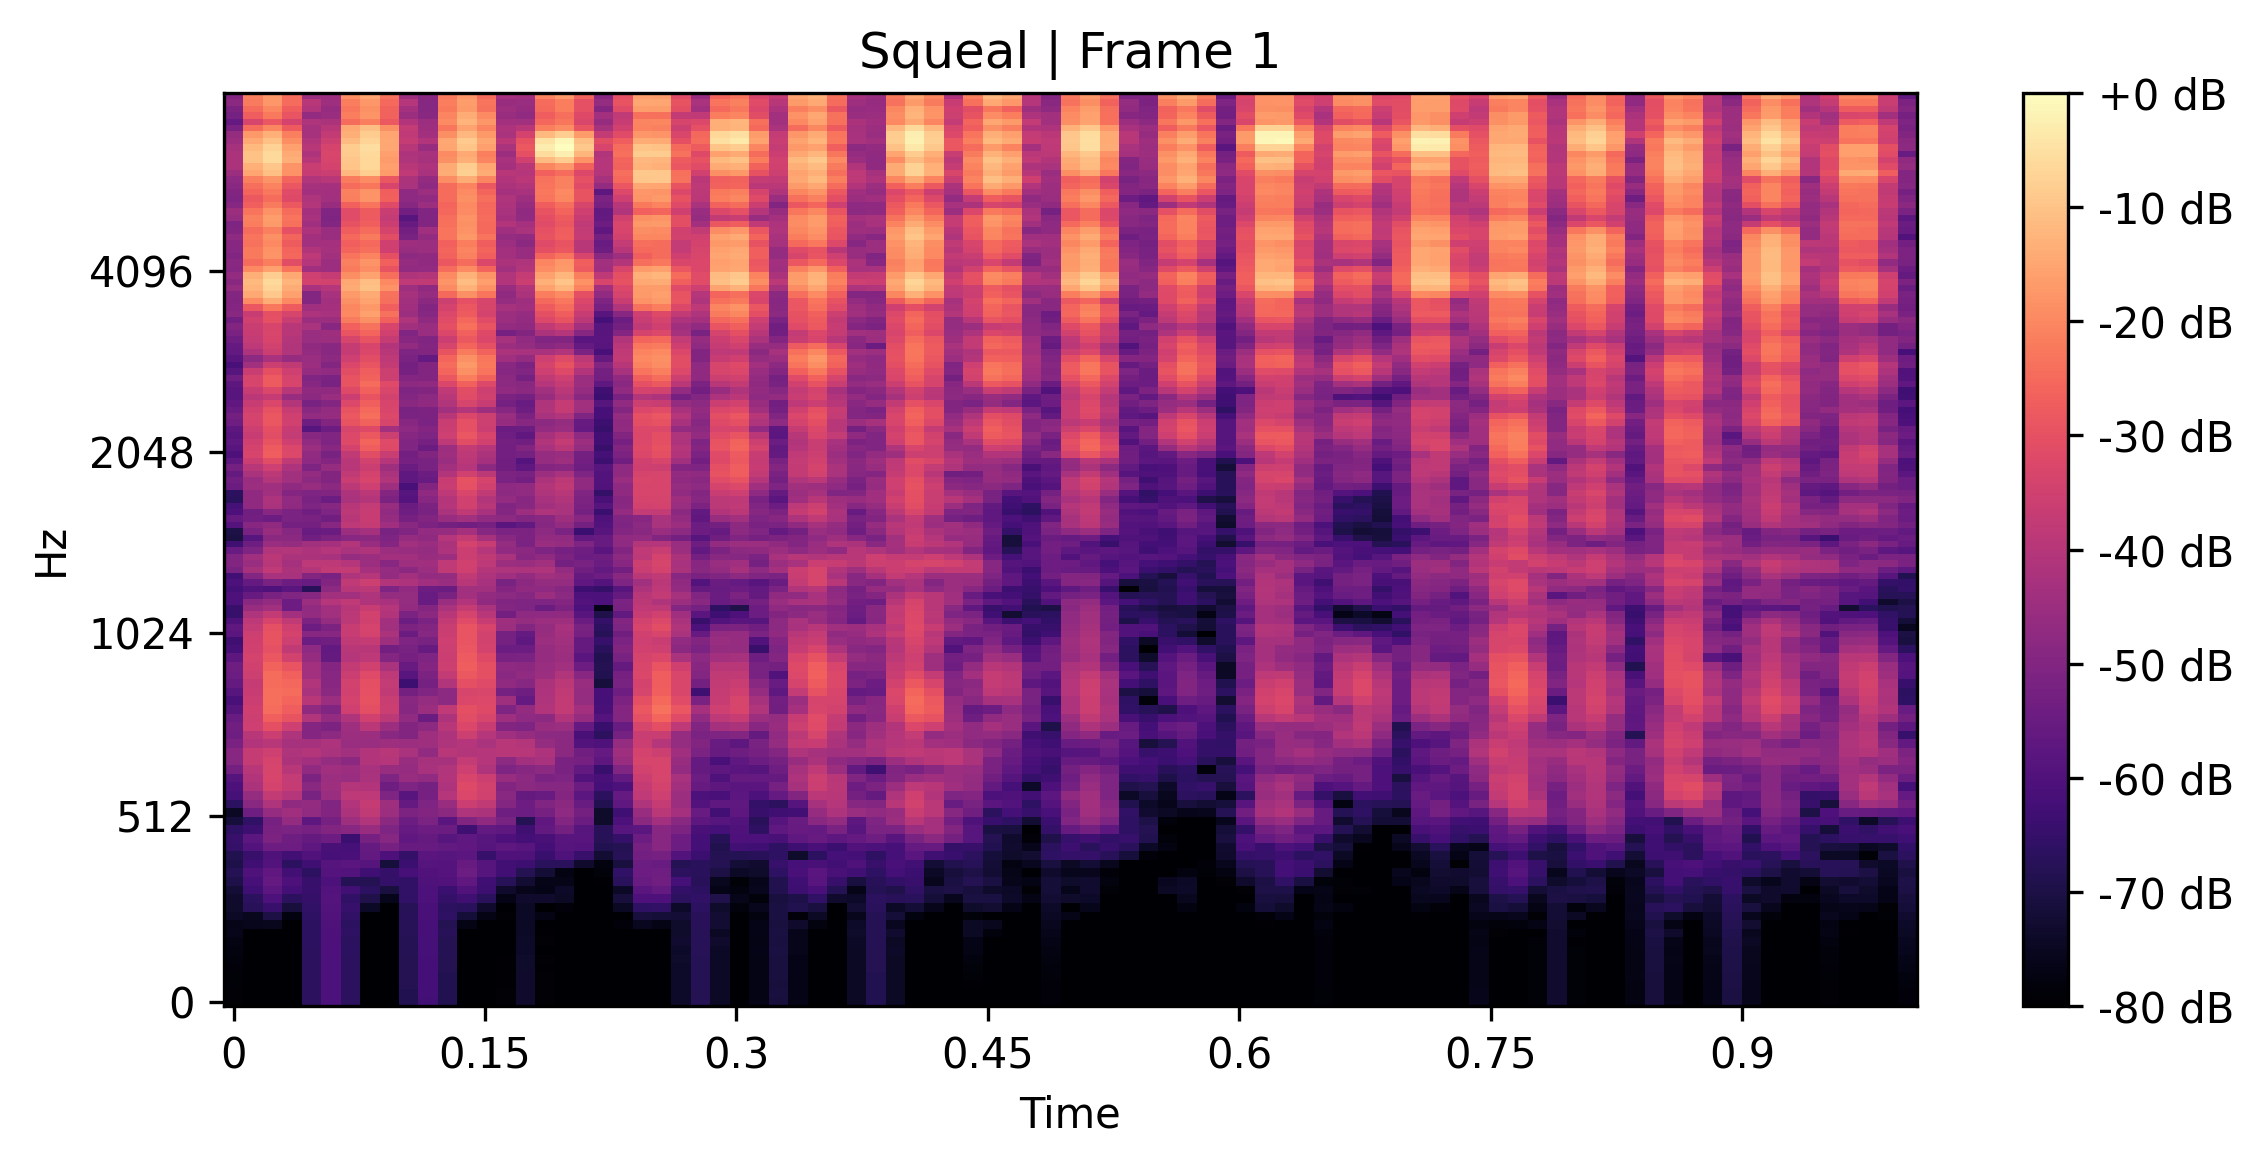 Squeal | Frame 1
+0 dB
-10 dB
-20 dB
-30 dB
-40 dB
-50 dB
-60 dB
-70 dB
-80 dB
Hz
4096
2048
1024
512
0
0 0.15 0.3 0.45 0.6 0.75 0.9
Time